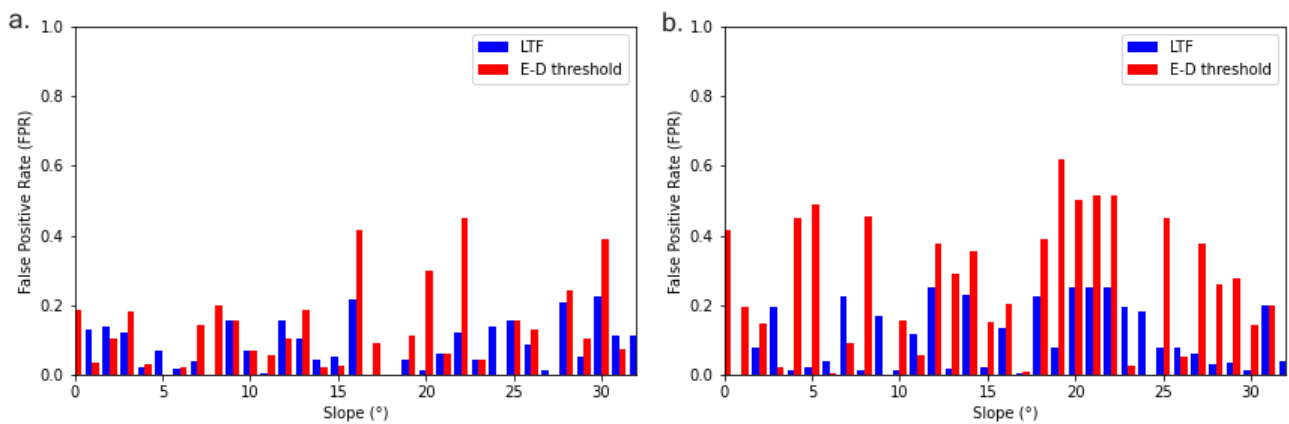 a.
1.0
0.8
0.6
0.4
0.2
0.0
False Positive Rate (FPR)
LTF
E-D threshold
0 5 10 15 20 25 30
Slope (°)
b.
1.0
0.8
0.6
0.4
0.2
0.0
False Positive Rate (FPR)
LTF
E-D threshold
0 5 10 15 20 25 30
Slope (°)